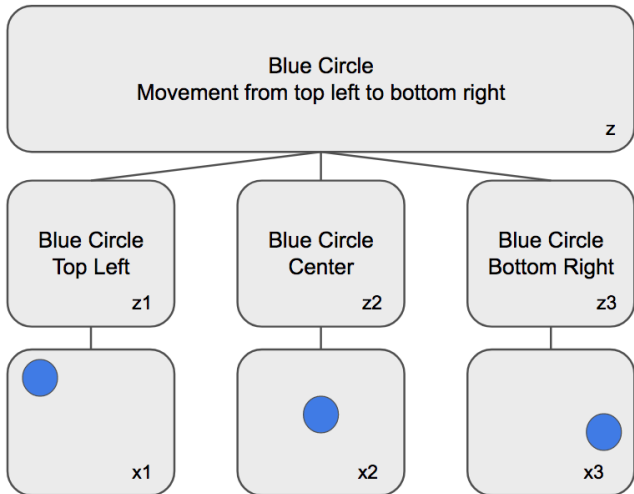 Blue Circle
Movement from top left to bottom right
z
Blue Circle
Top Left
z1
Blue Circle
Center
z2
Blue Circle
Bottom Right
z3
x1
x2
x3